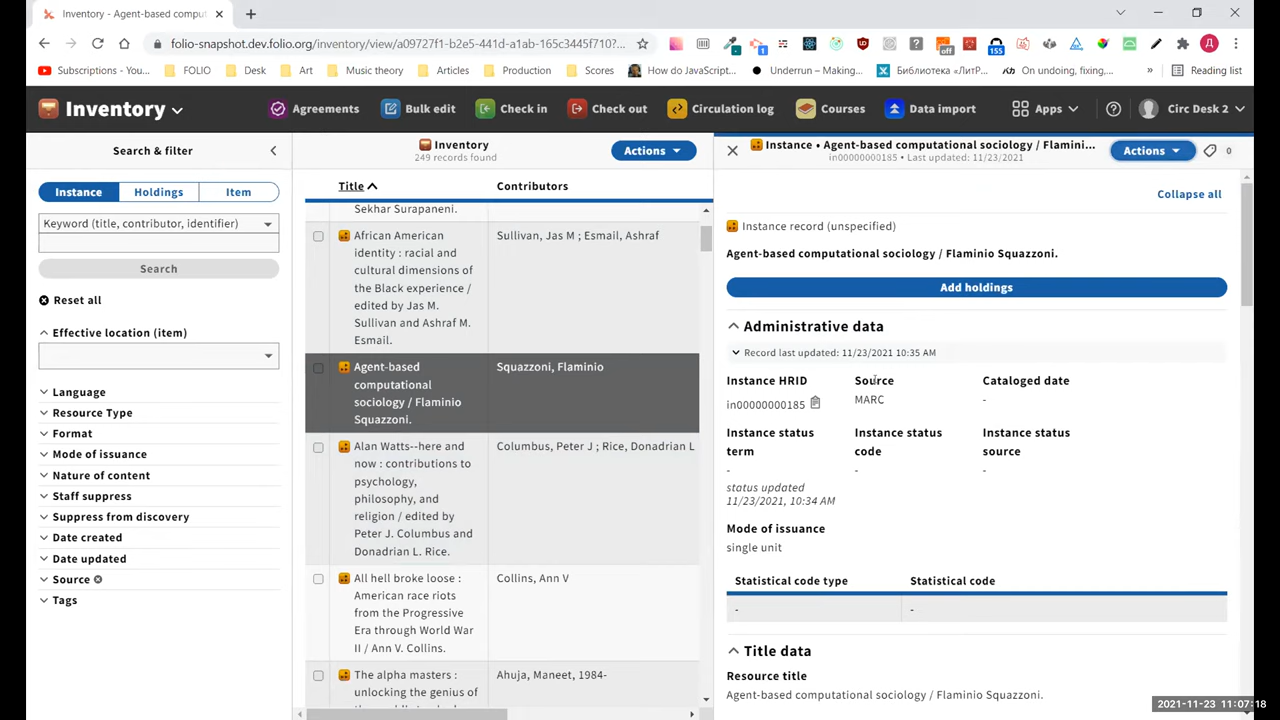 Inventory - Agent-based comput
folio-snapshot.dev.folio.org/inventory/view/a09727f1-b2e5-441d-a1ab-165c3445f710?...
Subscriptions - YouT...
FOLIO
Desk
Art
Music theory
Articles
Production
Scores
How do JavaScript...
Underrun – Making...
Библиотека «ЛитР...
On undoing, fixing,...
»
Reading list
Inventory
Agreements
Bulk edit
Check in
Check out
Circulation log
Courses
Data import
Apps
Circ Desk 2
Search & filter
Instance
Holdings
Item
Keyword (title, contributor, identifier)
Search
Reset all
Effective location (item)
Language
Resource Type
Format
Mode of issuance
Nature of content
Staff suppress
Suppress from discovery
Date created
Date updated
Source
Tags
Inventory
249 records found
Actions
Title
Contributors
Sekhar Surapaneni.
African American
identity : racial and
cultural dimensions of
the Black experience /
edited by Jas M.
Sullivan and Ashraf M.
Esmail.
Sullivan, Jas M ; Esmail, Ashraf
Agent-based
computational
sociology / Flaminio
Squazzoni.
Squazzoni, Flaminio
Alan Watts--here and
now : contributions to
psychology,
philosophy, and
religion / edited by
Peter J. Columbus and
Donadrian L. Rice.
Columbus, Peter J ; Rice, Donadrian L
All hell broke loose :
American race riots
from the Progressive
Era through World War
II / Ann V. Collins.
Collins, Ann V
The alpha masters :
unlocking the genius of
Ahuja, Maneet, 1984-
Instance • Agent-based computational sociology / Flamini...
in00000000185 • Last updated: 11/23/2021
Actions
0
Collapse all
Instance record (unspecified)
Agent-based computational sociology / Flaminio Squazzoni.
Add holdings
Administrative data
Record last updated: 11/23/2021 10:35 AM
Instance HRID
in00000000185
Source
MARC
Cataloged date
-
Instance status
term
-
status updated
11/23/2021, 10:34 AM
Instance status
code
-
Instance status
source
-
Mode of issuance
single unit
Statistical code type
Statistical code
-
-
Title data
Resource title
Agent-based computational sociology / Flaminio Squazzoni.
2021-11-23 11:07:18